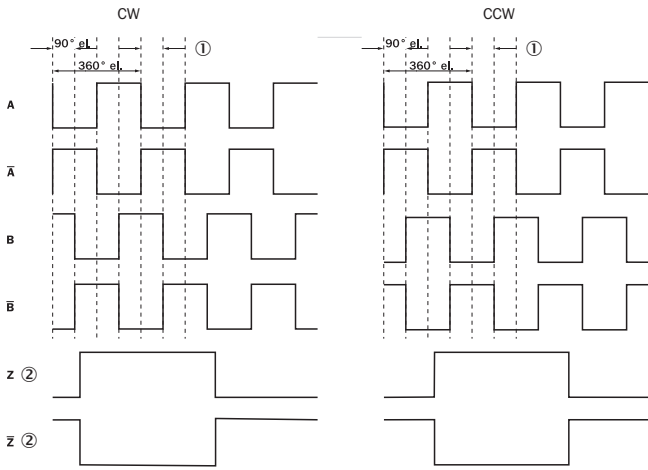 CW CCW
90° el. ① 90° el. ①
360° el. 360° el.
A
A̅
B
B̅
Z ②
Z̅ ②